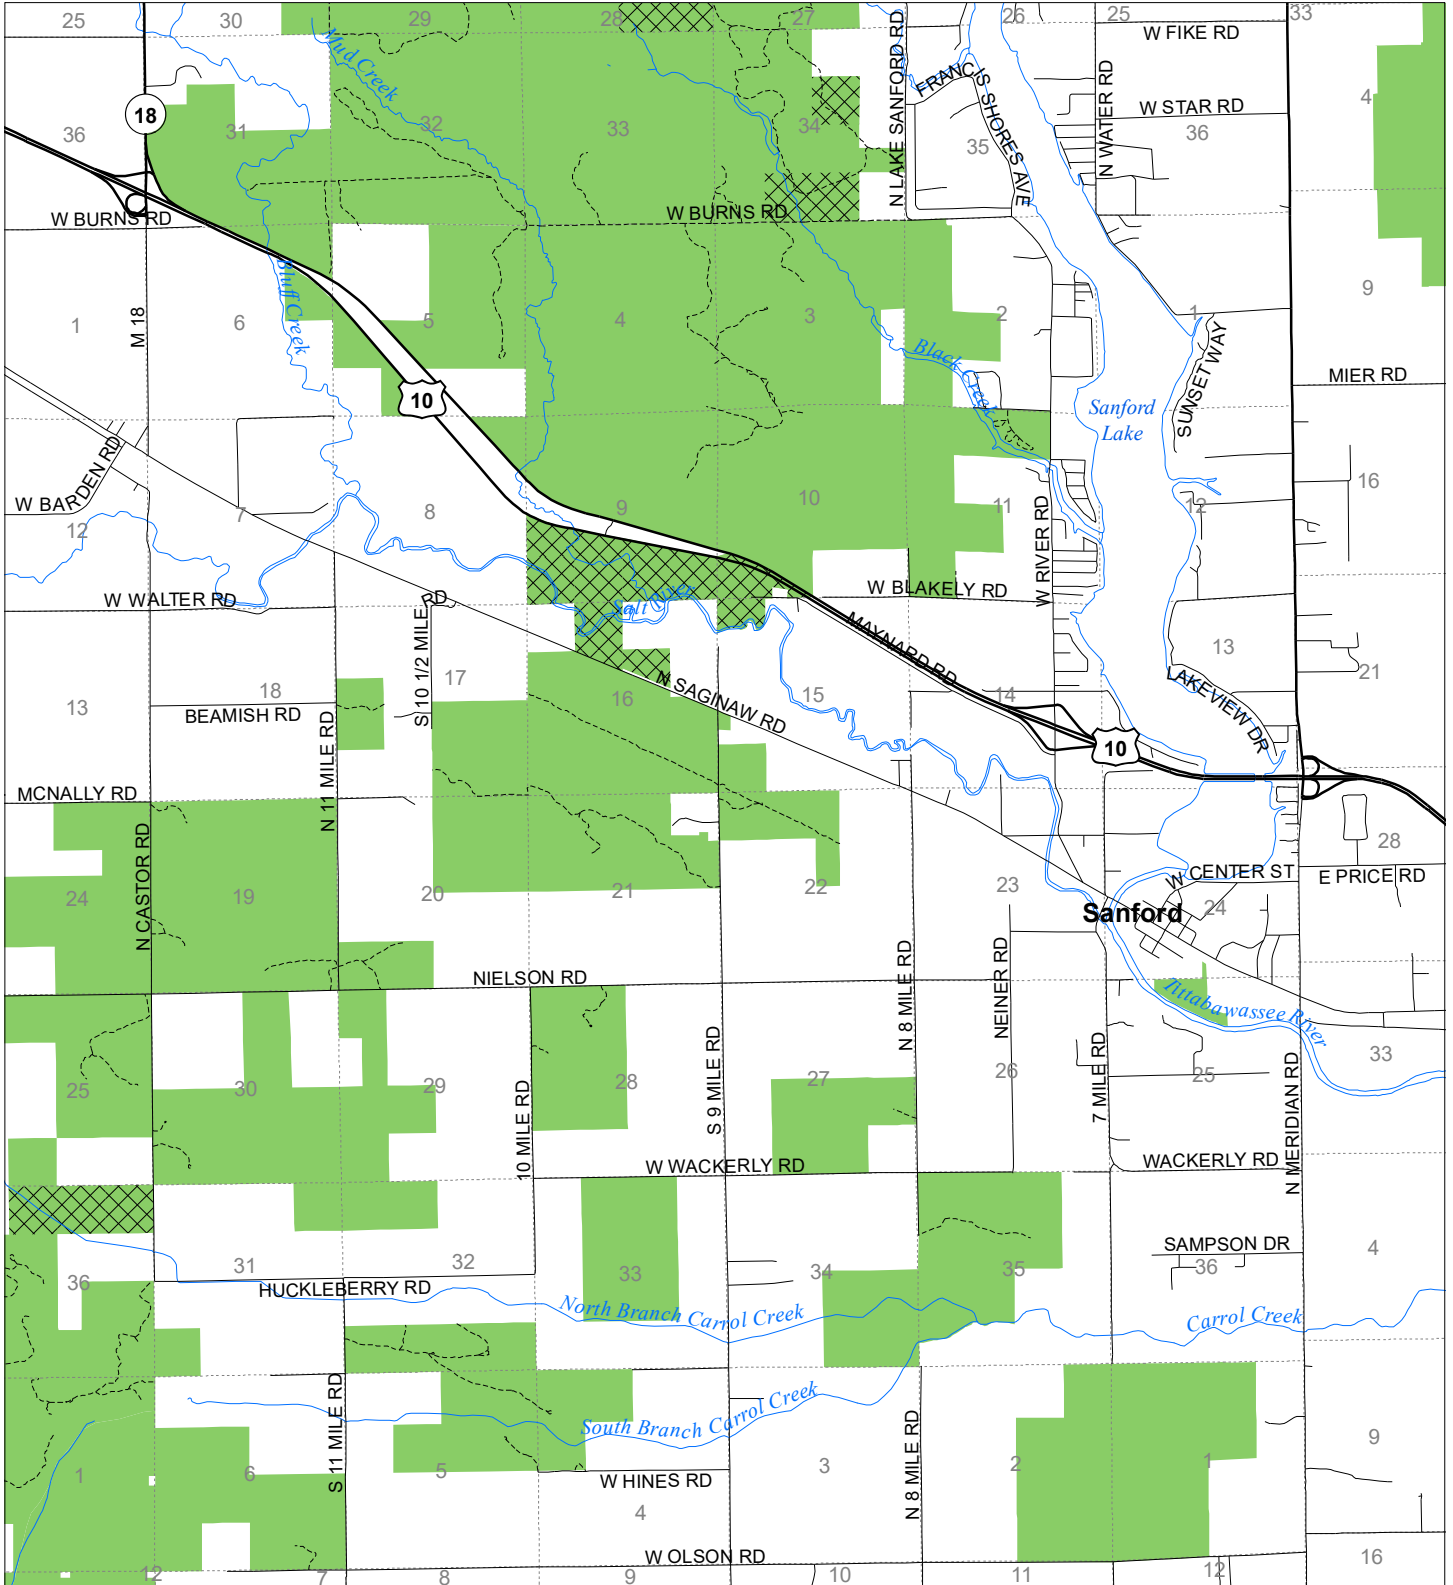 25
30
29
28
27
26
25
33
W FIKE RD
Mud Creek
N LAKE SANFORD RD
FRANCIS SHORES AVE
N WATER RD
W STAR RD
4
18
36
31
32
33
34
35
36
W BURNS RD
W BURNS RD
Bluff Creek
M 18
1
6
5
4
3
2
1
9
Black Creek
SUNSET WAY
MIER RD
10
Sanford
Lake
W BARDEN RD
12
7
8
9
10
11
12
16
W RIVER RD
W WALTER RD
S 10 1/2 MILE RD
Salt River
W BLAKELY RD
MAYNARD RD
13
18
17
16
15
14
13
21
BEAMISH RD
N 11 MILE RD
N SAGINAW RD
LAKEVIEW DR
10
MCNALLY RD
N CASTOR RD
28
W CENTER ST
E PRICE RD
24
19
20
21
22
23
24
Sanford
NIELSON RD
N 8 MILE RD
NEINER RD
Tittabawassee River
25
30
29
28
27
26
25
33
10 MILE RD
S 9 MILE RD
7 MILE RD
N MERIDIAN RD
W WACKERLY RD
WACKERLY RD
SAMPSON DR
36
31
32
33
34
35
36
4
HUCKLEBERRY RD
North Branch Carrol Creek
Carrol Creek
S 11 MILE RD
South Branch Carrol Creek
N 8 MILE RD
1
6
5
4
3
2
1
9
W HINES RD
W OLSON RD
12
7
8
9
10
11
12
16